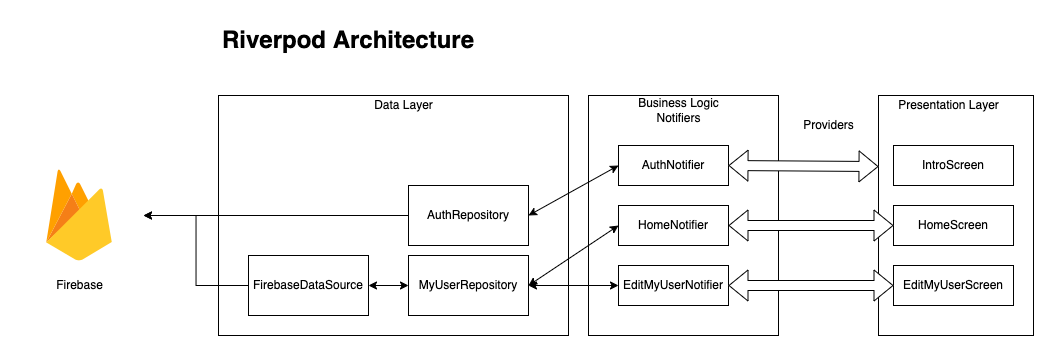 Riverpod Architecture
Data Layer
Business Logic
Notifiers
Providers
Presentation Layer
AuthNotifier
IntroScreen
AuthRepository
HomeNotifier
HomeScreen
Firebase
FirebaseDataSource
MyUserRepository
EditMyUserNotifier
EditMyUserScreen